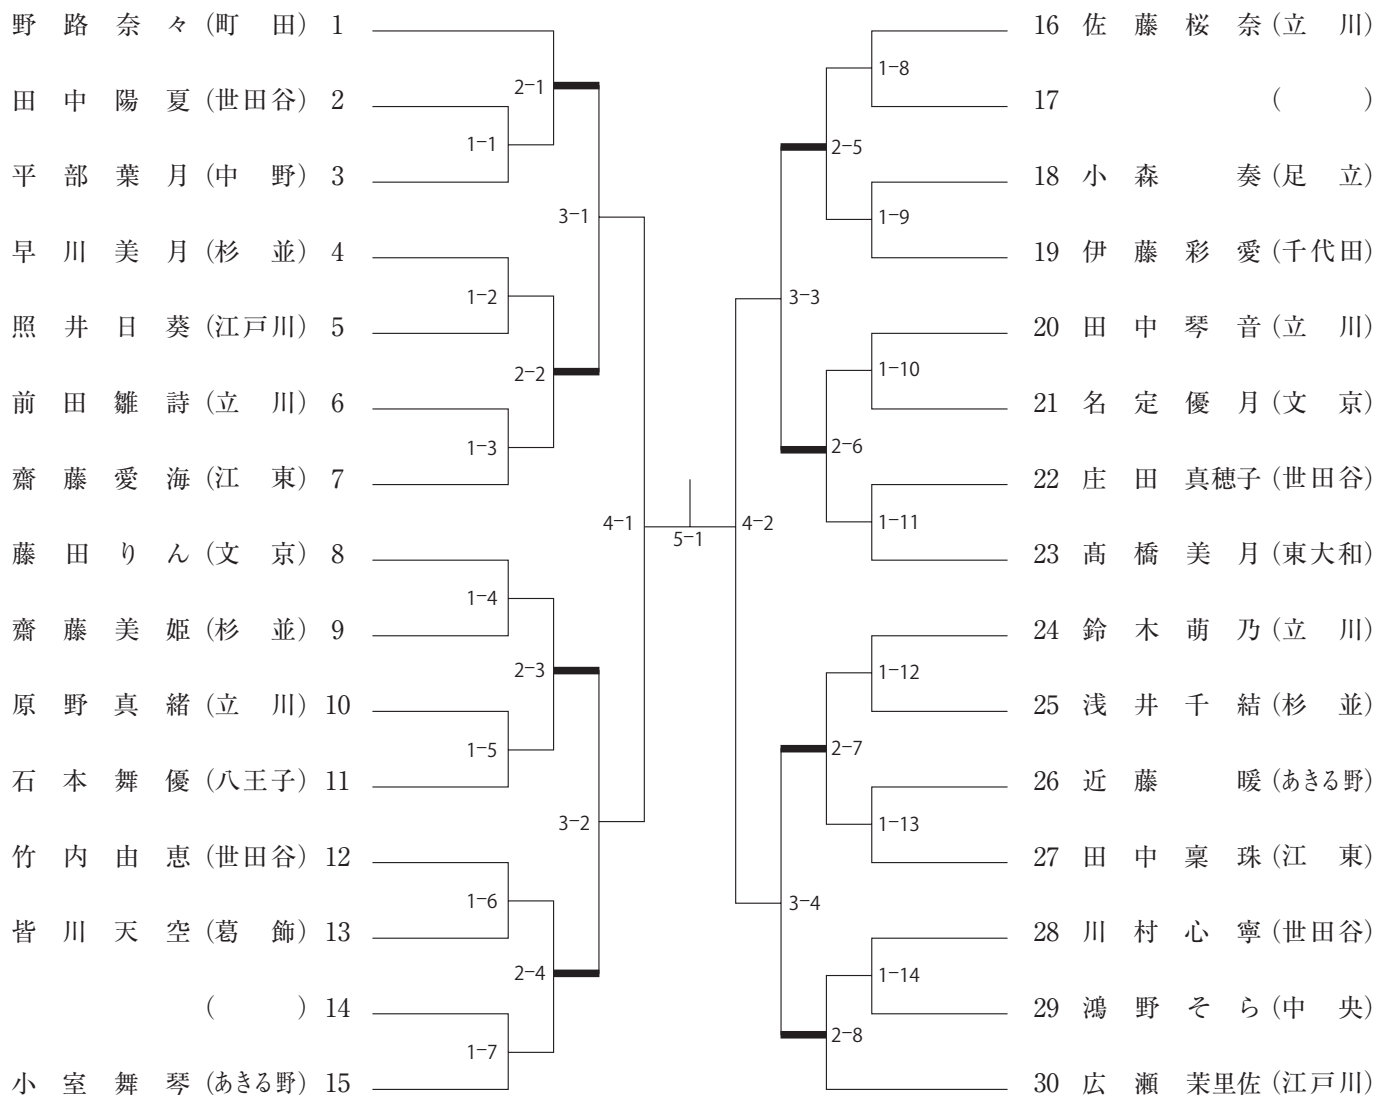 野路奈々(町田) 1
田中陽夏(世田谷) 2
平部葉月(中野) 3
早川美月(杉並) 4
照井日葵(江戸川) 5
前田雛詩(立川) 6
齋藤愛海(江東) 7
藤田りん(文京) 8
齋藤美姫(杉並) 9
原野真緒(立川) 10
石本舞優(八王子) 11
竹内由恵(世田谷) 12
皆川天空(葛飾) 13
( ) 14
小室舞琴(あきる野) 15
2-1
1-1
3-1
1-2
2-2
1-3
4-1
1-4
2-3
1-5
3-2
1-6
2-4
1-7
5-1
1-8
2-5
1-9
3-3
1-10
2-6
1-11
4-2
1-12
2-7
1-13
3-4
1-14
2-8
16 佐藤桜奈(立川)
17 ( )
18 小森奏(足立)
19 伊藤彩愛(千代田)
20 田中琴音(立川)
21 名定優月(文京)
22 庄田真穂子(世田谷)
23 髙橋美月(東大和)
24 鈴木萌乃(立川)
25 浅井千結(杉並)
26 近藤暖(あきる野)
27 田中稟珠(江東)
28 川村心寧(世田谷)
29 鴻野そら(中央)
30 広瀬茉里佐(江戸川)